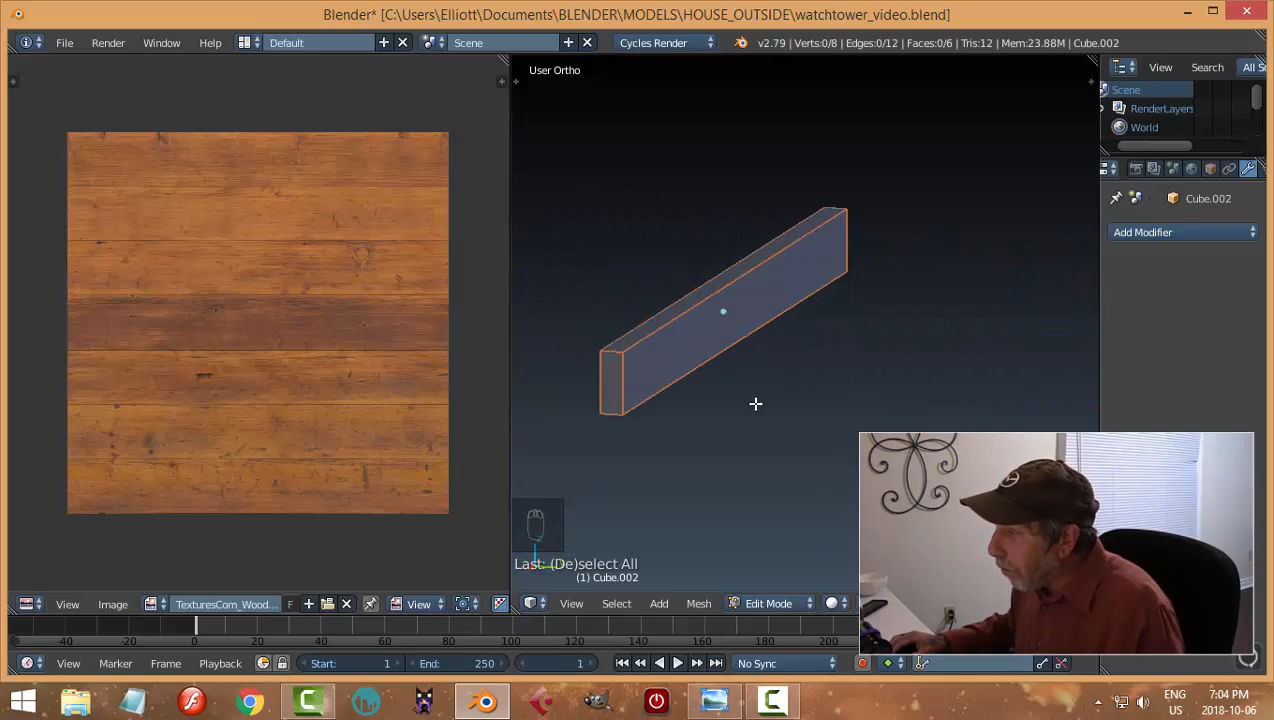 Blender* [C:\Users\Elliott\Documents\BLENDER\MODELS\HOUSE_OUTSIDE\watchtower_video.blend]
File Render Window Help Default Scene Cycles Render v2.79 | Verts:0/8 | Edges:0/12 | Faces:0/6 | Tris:12 | Mem:23.88M | Cube.002
User Ortho
View Search All S
Scene
RenderLayers
World
Cube.002
Add Modifier
Last: (De)select All
(1) Cube.002
View Image TexturesCom_Wood... F View
View Select Add Mesh Edit Mode
-40 -20 0 20 40 60 80 100 120 140 160 180 200
View Marker Frame Playback Start: 1 End: 250 1 No Sync
ENG 7:04 PM
US 2018-10-06